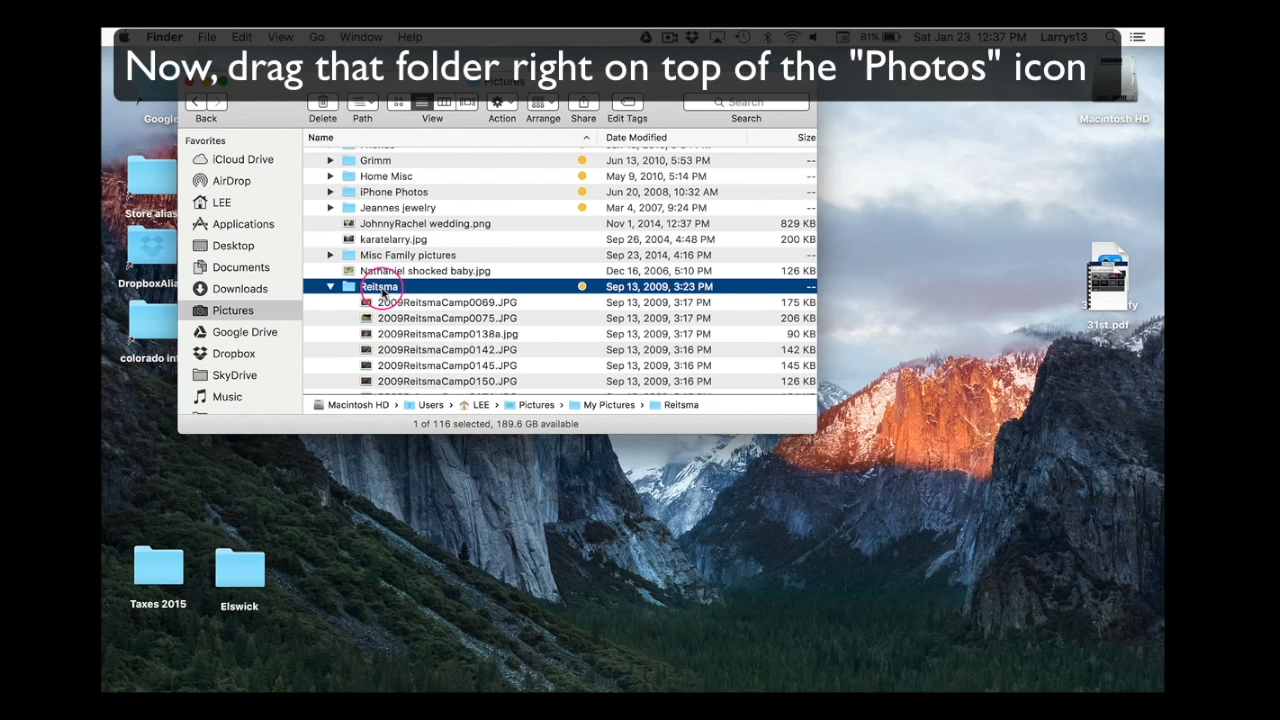 Finder File Edit View Go Window Help 81% Sat Jan 23 12:37 PM Larrys13
Now, drag that folder right on top of the "Photos" icon
Pictures
Search
Back Delete Path View Action Arrange Share Edit Tags Search
Google
Macintosh HD
Favorites
iCloud Drive
AirDrop
LEE
Applications
Desktop
Documents
Downloads
Pictures
Google Drive
Dropbox
SkyDrive
Music
Name Date Modified Size
Grimm Jun 13, 2010, 5:53 PM --
Home Misc May 9, 2010, 5:14 PM --
iPhone Photos Jun 20, 2008, 10:32 AM --
Jeannes jewelry Mar 4, 2007, 9:24 PM --
JohnnyRachel wedding.png Nov 1, 2014, 12:37 PM 829 KB
karatelarry.jpg Sep 26, 2004, 4:48 PM 200 KB
Misc Family pictures Sep 23, 2014, 4:16 PM --
Nathaniel shocked baby.jpg Dec 16, 2006, 5:10 PM 126 KB
Reitsma Sep 13, 2009, 3:23 PM --
2009ReitsmaCamp0069.JPG Sep 13, 2009, 3:17 PM 175 KB
2009ReitsmaCamp0075.JPG Sep 13, 2009, 3:17 PM 206 KB
2009ReitsmaCamp0138a.jpg Sep 13, 2009, 3:17 PM 90 KB
2009ReitsmaCamp0142.JPG Sep 13, 2009, 3:16 PM 142 KB
2009ReitsmaCamp0145.JPG Sep 13, 2009, 3:16 PM 145 KB
2009ReitsmaCamp0150.JPG Sep 13, 2009, 3:16 PM 126 KB
Macintosh HD › Users › LEE › Pictures › My Pictures › Reitsma
1 of 116 selected, 189.6 GB available
Store alias
DropboxAlia
colorado in
31st.pdf
Taxes 2015
Elswick